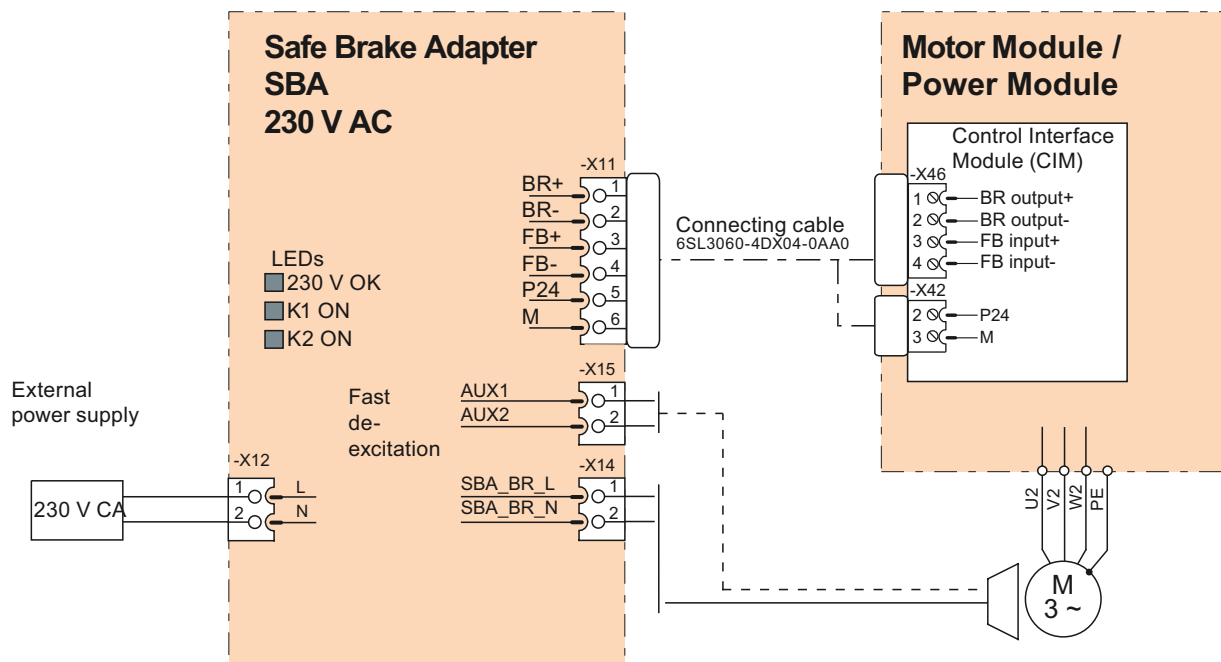 Safe Brake Adapter
SBA
230 V AC
LEDs
230 V OK
K1 ON
K2 ON
-X11
BR+
1
BR-
2
FB+
3
FB-
4
P24
5
M
6
Connecting cable
6SL3060-4DX04-0AA0
Motor Module /
Power Module
Control Interface
Module (CIM)
-X46
1 BR output+
2 BR output-
3 FB input+
4 FB input-
-X42
2 P24
3 M
External
power supply
230 V CA
-X12
1 L
2 N
Fast
de-
excitation
-X15
AUX1 1
AUX2 2
-X14
SBA_BR_L 1
SBA_BR_N 2
U2
V2
W2
PE
M
3 ~